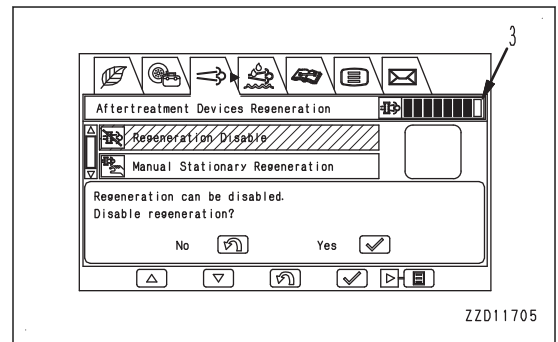 3
Aftertreatment Devices Regeneration
Regeneration Disable
Manual Stationary Regeneration
Regeneration can be disabled.
Disable regeneration?
No Yes
ZZD11705